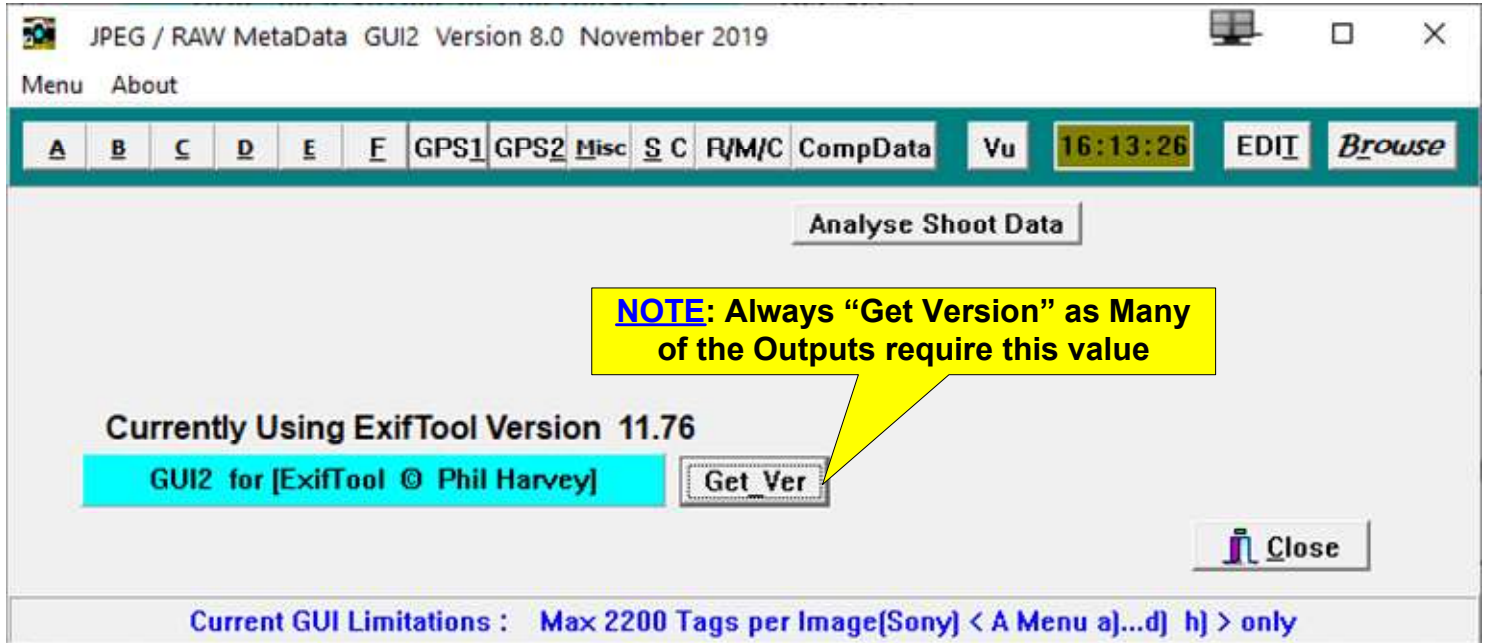 JPEG / RAW MetaData GUI2 Version 8.0 November 2019
Menu About
A B C D E F GPS1 GPS2 Misc S C R/M/C CompData Vu 16:13:26 EDIT Browse
Analyse Shoot Data
NOTE: Always “Get Version” as Many
of the Outputs require this value
Currently Using ExifTool Version 11.76
GUI2 for [ExifTool © Phil Harvey] Get_Ver
Close
Current GUI Limitations : Max 2200 Tags per Image(Sony) < A Menu a)...d) h) > only